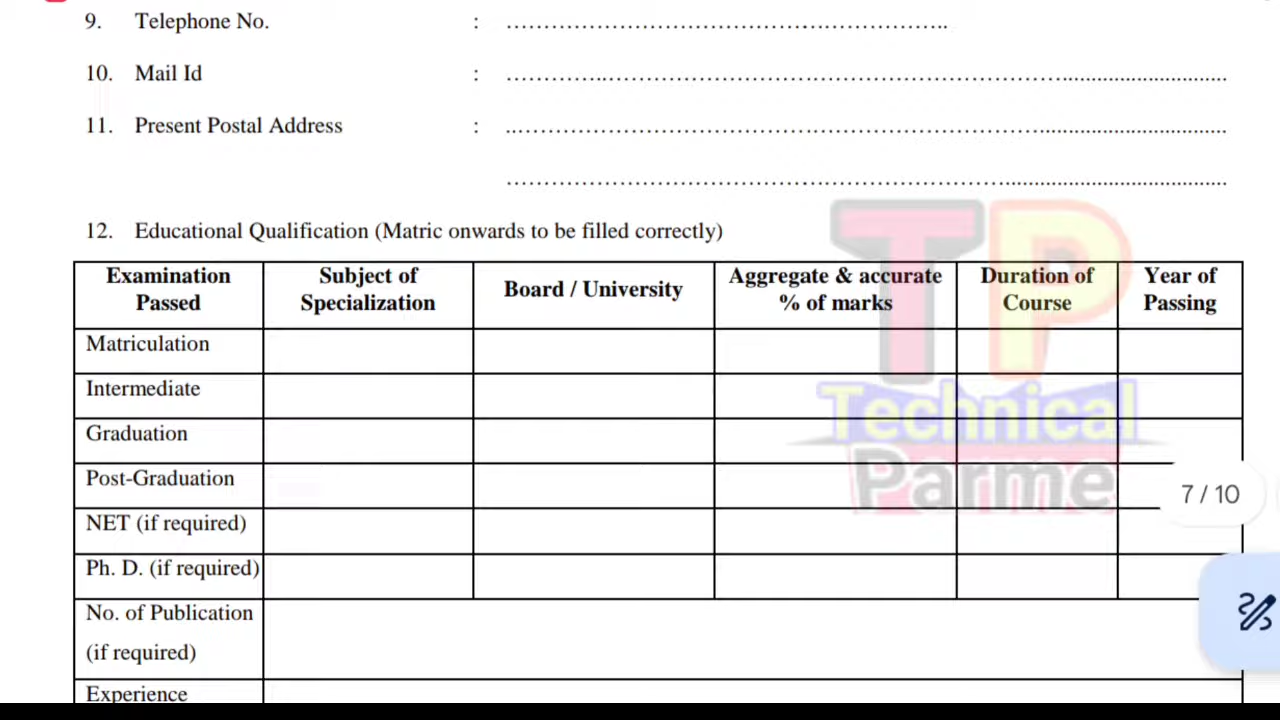 9. Telephone No. : ……………………………………………………..
10. Mail Id : …………..……………………………………………………...........................
11. Present Postal Address : ..………………………………………………………………..............................
…………………………………………………………....................................
12. Educational Qualification (Matric onwards to be filled correctly)
Examination Passed Subject of Specialization Board / University Aggregate & accurate % of marks Duration of Course Year of Passing
Matriculation
Intermediate
Graduation
Post-Graduation
NET (if required)
Ph. D. (if required)
No. of Publication
(if required)
Experience
TP
Technical
Parme
7 / 10